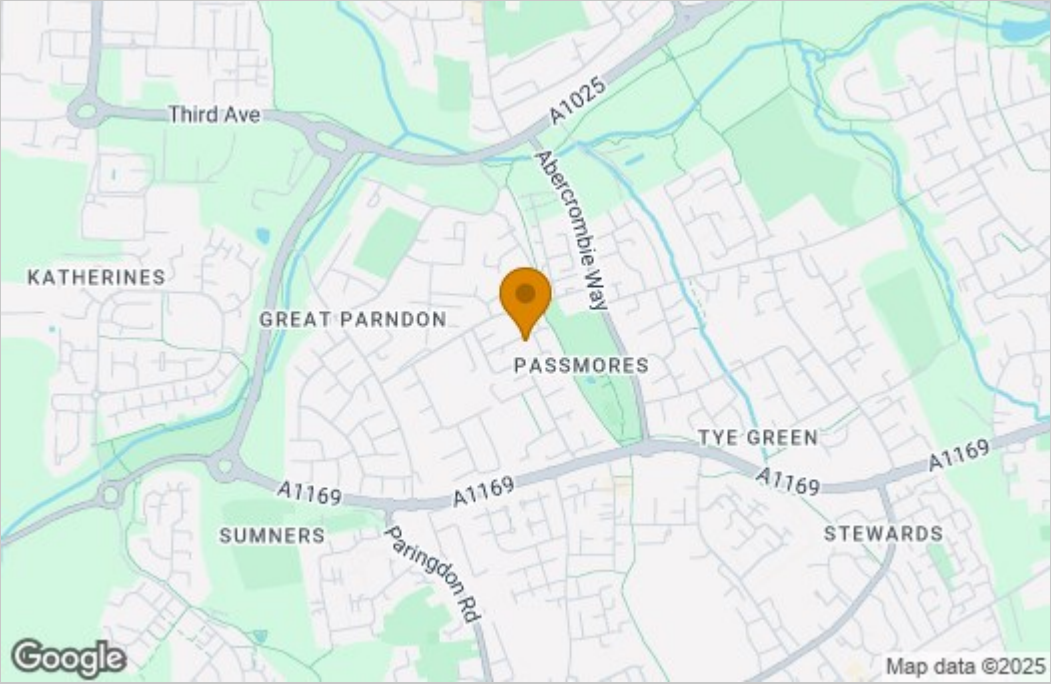 A1025
Third Ave
Abercrombie Way
KATHERINES
GREAT PARNDON
PASSMORES
TYE GREEN
A1169
A1169
A1169
A1169
SUMNERS
STEWARDS
Paringdon Rd
Google
Map data ©2025